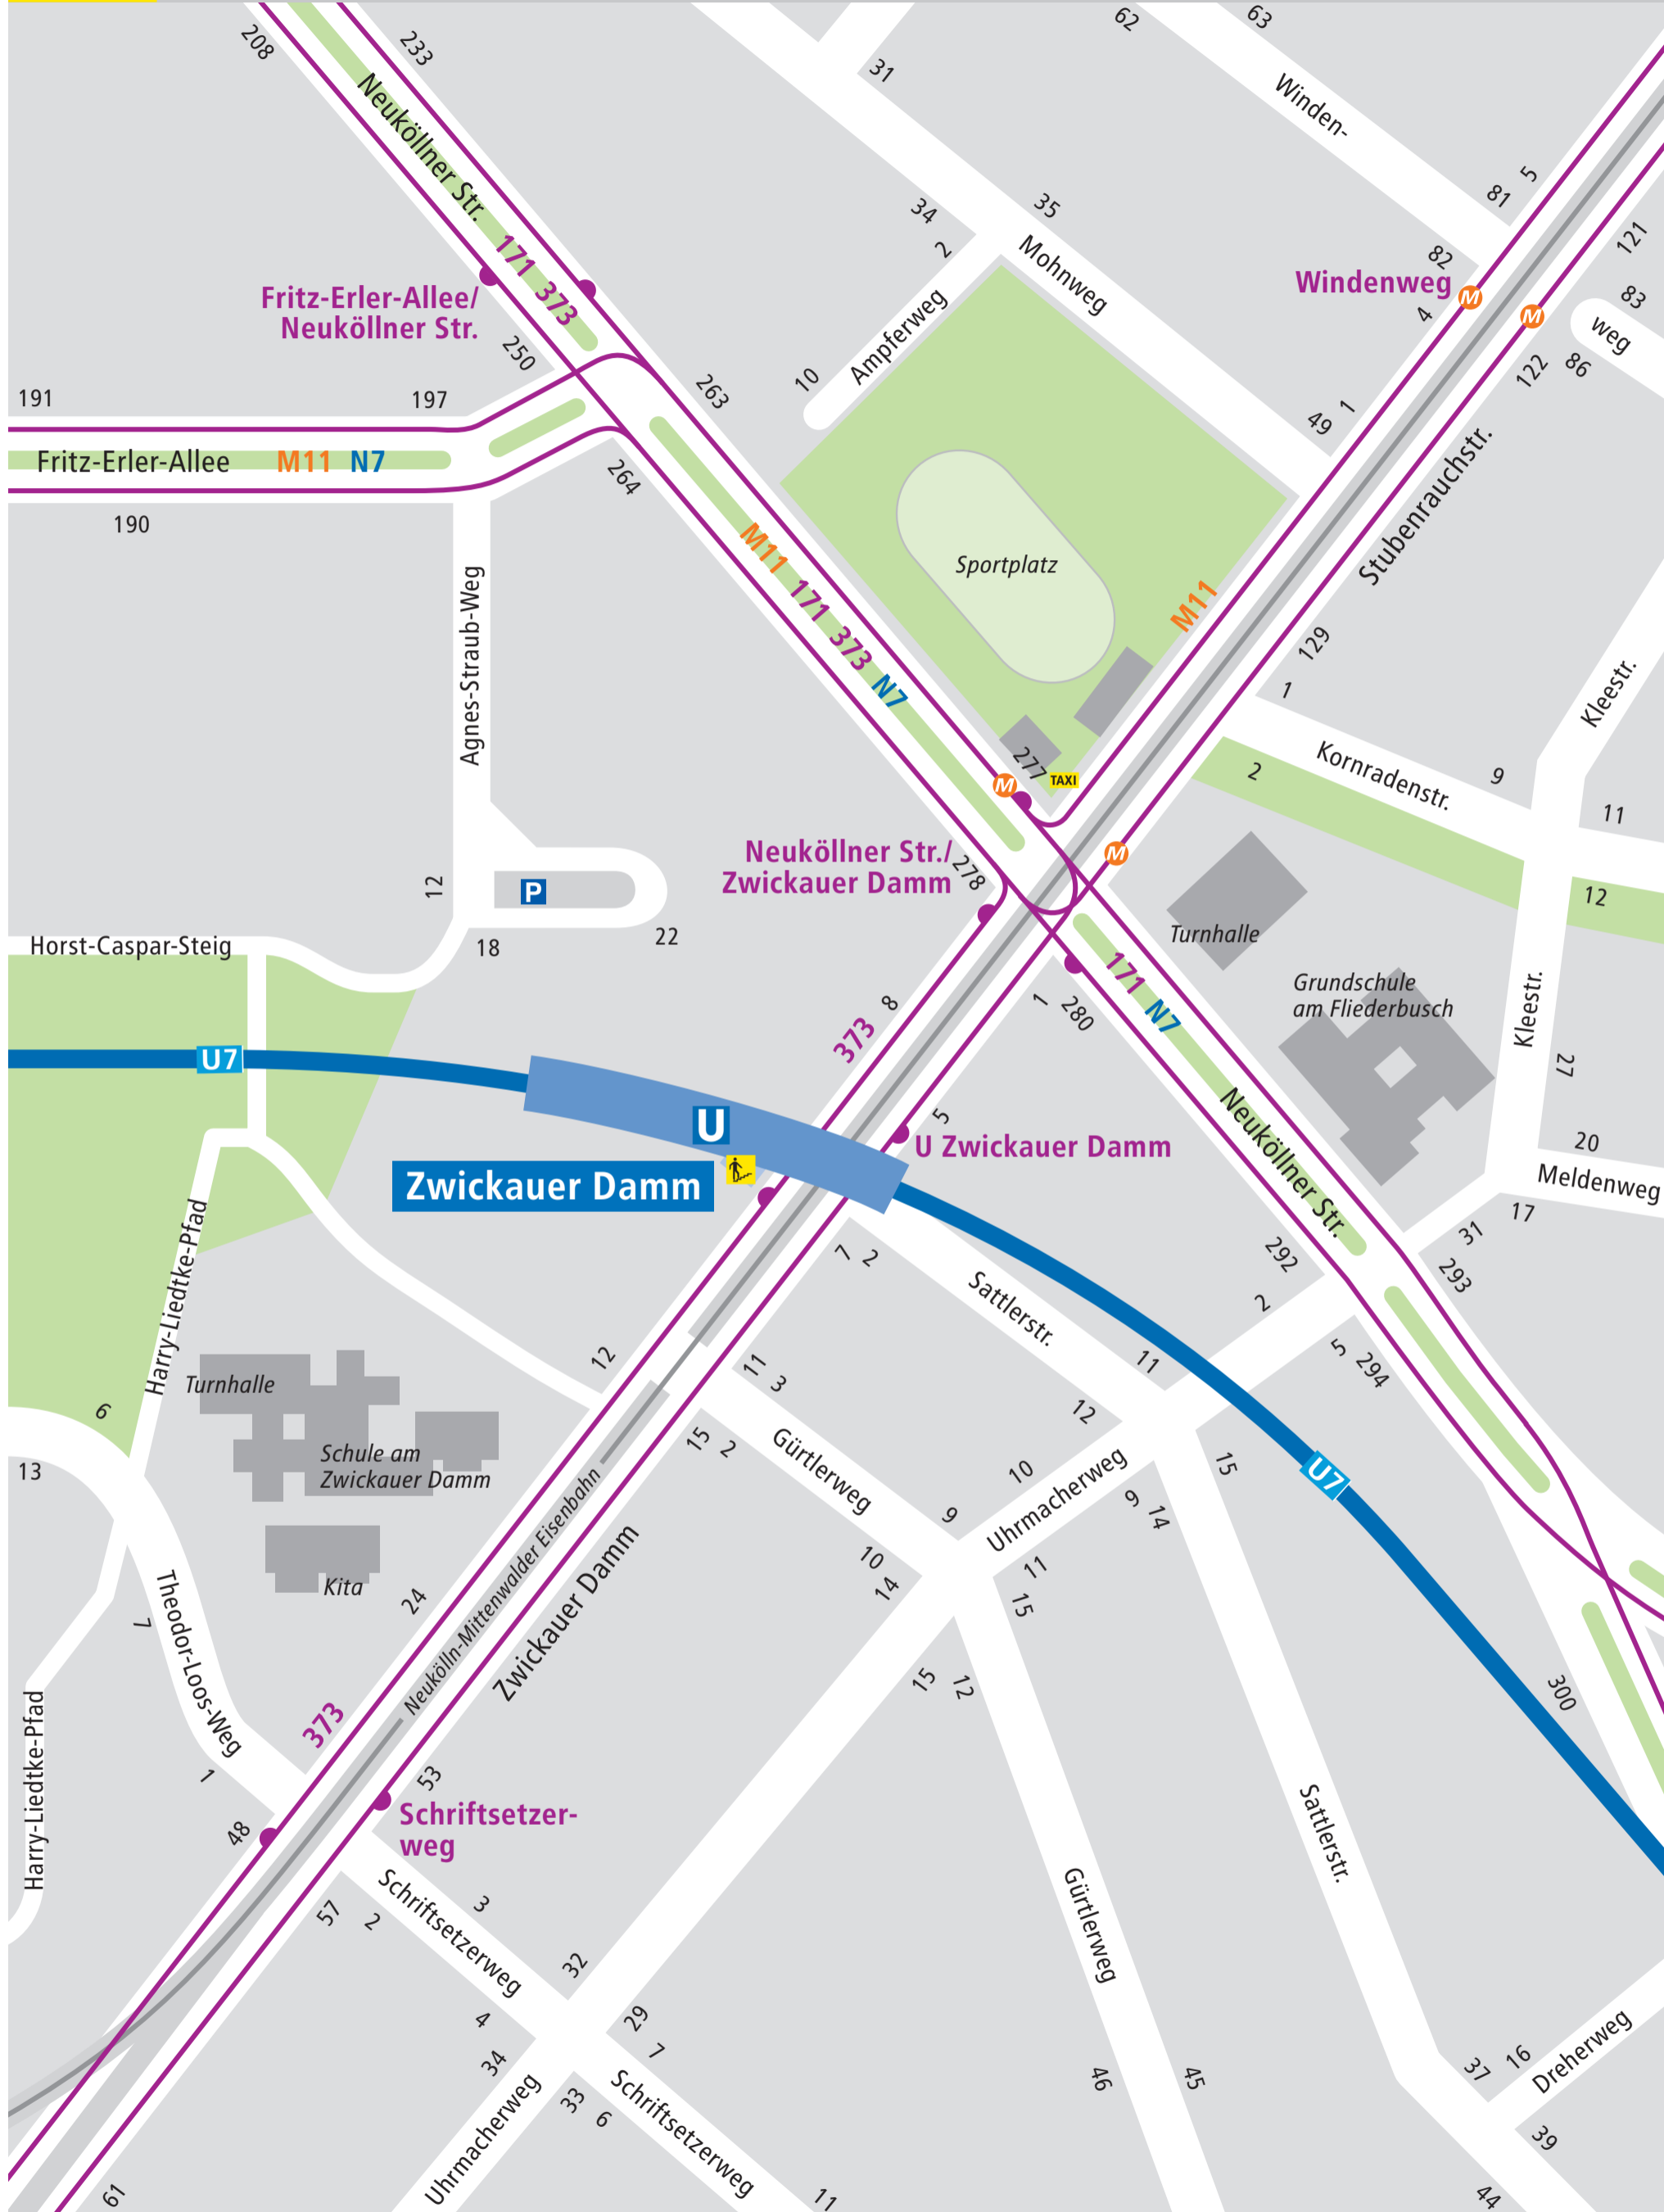 62
63
208
233
31
Neuköllner Str.
Winden-
171
373
34
35
2
Mohnweg
81
5
82
121
Windenweg
M
M
4
83
weg
122
86
Fritz-Erler-Allee/
Neuköllner Str.
250
263
10
Ampferweg
49
1
191
197
Fritz-Erler-Allee
M11
N7
190
264
Stubenrauchstr.
M11
171
373
N7
Sportplatz
M11
Agnes-Straub-Weg
129
1
Kleestr.
Kornradenstr.
2
9
11
277
TAXI
M
M
Neuköllner Str./
Zwickauer Damm
278
12
P
18
22
12
Horst-Caspar-Steig
Turnhalle
Grundschule
am Fliederbusch
171
N7
1
280
8
373
Kleestr.
27
U7
U
5
U Zwickauer Damm
Zwickauer Damm
Neuköllner Str.
20
Meldenweg
17
31
292
293
2
7
2
Sattlerstr.
Harry-Liedtke-Pfad
12
11
3
11
5
294
Turnhalle
6
13
Schule am
Zwickauer Damm
12
15
2
Gürtlerweg
10
Uhrmacherweg
15
U7
9
9
14
10
14
11
15
Kita
Neukölln-Mittenwalder Eisenbahn
Zwickauer Damm
24
7
Theodor-Loos-Weg
15
12
300
373
Harry-Liedtke-Pfad
1
53
Schriftsetzer-
weg
48
Sattlerstr.
57
2
3
Schriftsetzerweg
Gürtlerweg
32
4
29
7
34
33
6
46
45
37
16
Dreherweg
39
Uhrmacherweg
Schriftsetzerweg
61
11
44